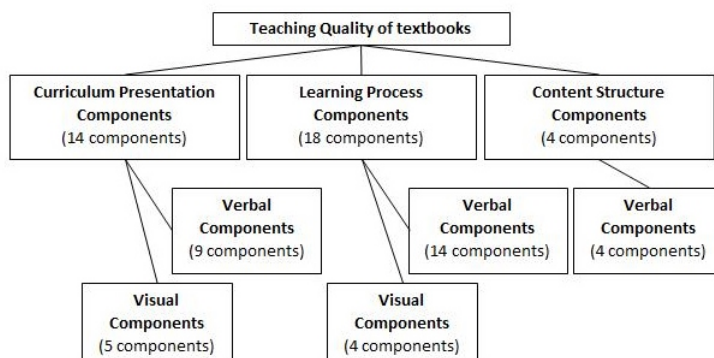 Teaching Quality of textbooks
Curriculum Presentation
Components
(14 components)
Learning Process
Components
(18 components)
Content Structure
Components
(4 components)
Verbal
Components
(9 components)
Verbal
Components
(14 components)
Verbal
Components
(4 components)
Visual
Components
(5 components)
Visual
Components
(4 components)